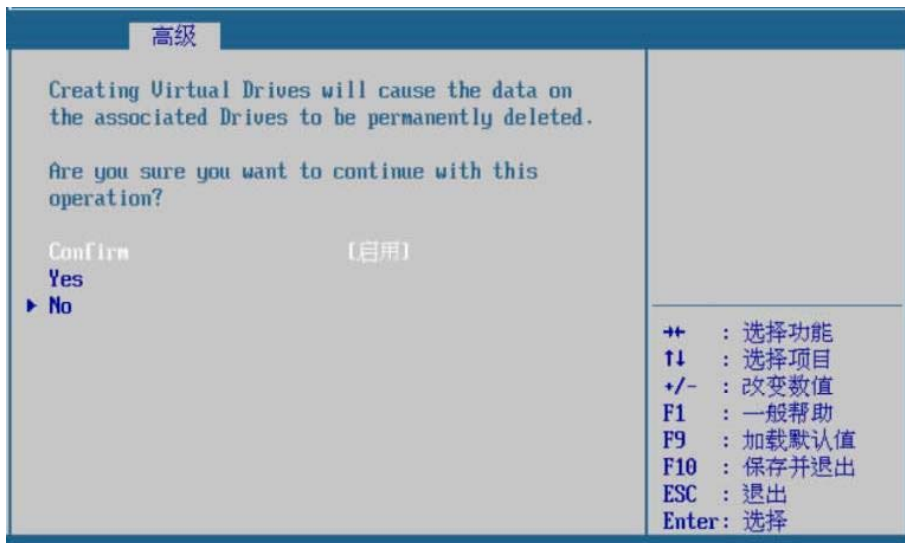 高级
Creating Virtual Drives will cause the data on
the associated Drives to be permanently deleted.
Are you sure you want to continue with this
operation?
Confirm [启用]
Yes
No
→← : 选择功能
↑↓ : 选择项目
+/- : 改变数值
F1 : 一般帮助
F9 : 加载默认值
F10 : 保存并退出
ESC : 退出
Enter: 选择